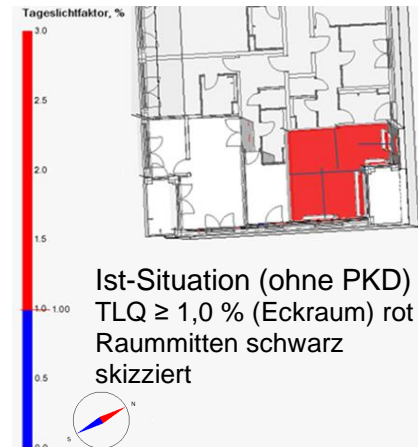 Tageslichtfaktor, %
3.0
2.5
2.0
1.5
1.0 1.00
0.5
0.0
Ist-Situation (ohne PKD)
TLQ ≥ 1,0 % (Eckraum) rot
Raummitten schwarz
skizziert
N
S